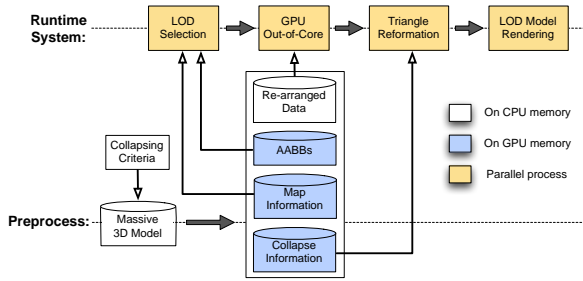 Runtime
System:
LOD
Selection
GPU
Out-of-Core
Triangle
Reformation
LOD Model
Rendering
Re-arranged
Data
On CPU memory
Collapsing
Criteria
AABBs
On GPU memory
Map
Information
Parallel process
Preprocess:
Massive
3D Model
Collapse
Information